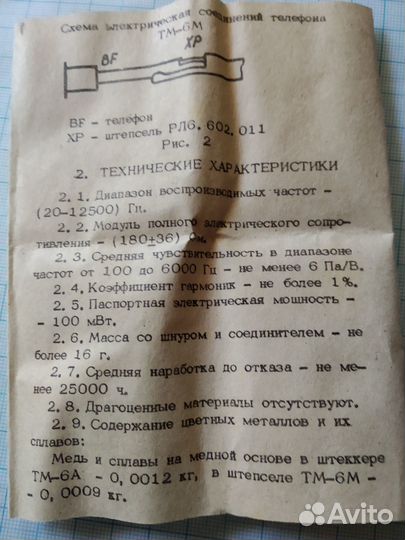 Схема электрическая соединений телефона
ТМ-6М
BF
XP
BF - телефон
XP - штепсель РЛ6.602.011
Рис. 2
2. ТЕХНИЧЕСКИЕ ХАРАКТЕРИСТИКИ
2. 1. Диапазон воспроизводимых частот -
(20-12500) Гц.
2. 2. Модуль полного электрического сопро-
тивления - (180±36) Ом.
2. 3. Средняя чувствительность в диапазоне
частот от 100 до 6000 Гц - не менее 6 Па/В.
2. 4. Коэффициент гармоник - не более 1%.
2. 5. Паспортная электрическая мощность -
- 100 мВт.
2. 6. Масса со шнуром и соединителем - не
более 16 г.
2. 7. Средняя наработка до отказа - не ме-
нее 25000 ч.
2. 8. Драгоценные материалы отсутствуют.
2. 9. Содержание цветных металлов и их
сплавов:
Медь и сплавы на медной основе в штеккере
ТМ-6А - 0, 0012 кг, в штепселе ТМ-6М -
- 0, 0009 кг.
Avito